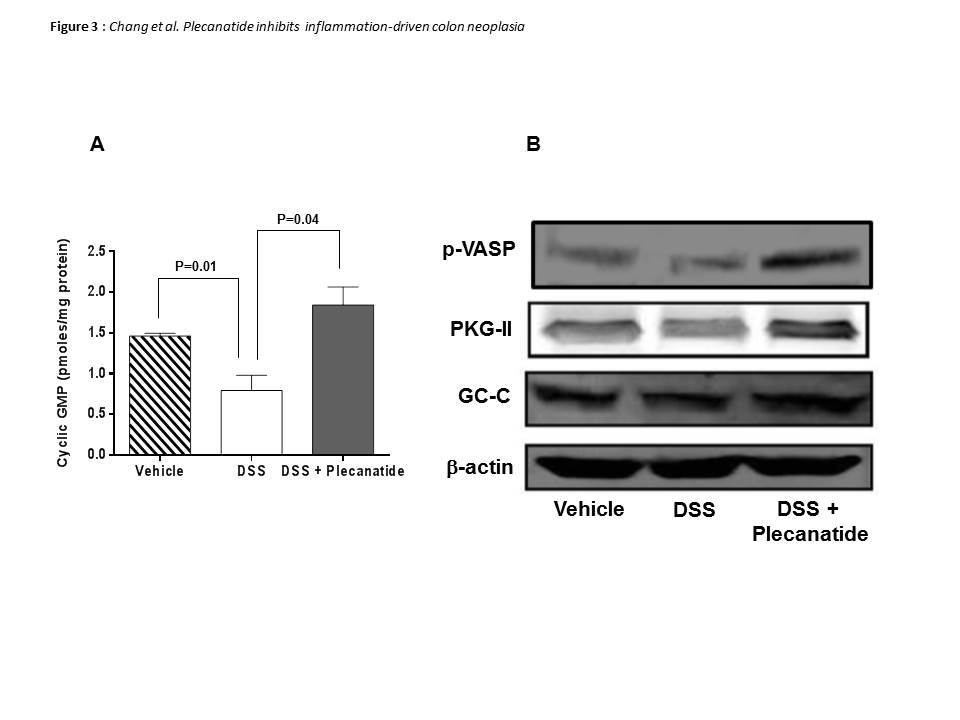 Figure 3 : Chang et al. Plecanatide inhibits inflammation-driven colon neoplasia
A
B
P=0.04
P=0.01
Cyclic GMP (pmoles/mg protein)
2.5
2.0
1.5
1.0
0.5
0.0
Vehicle
DSS
DSS + Plecanatide
p-VASP
PKG-II
GC-C
β-actin
Vehicle
DSS
DSS +
Plecanatide